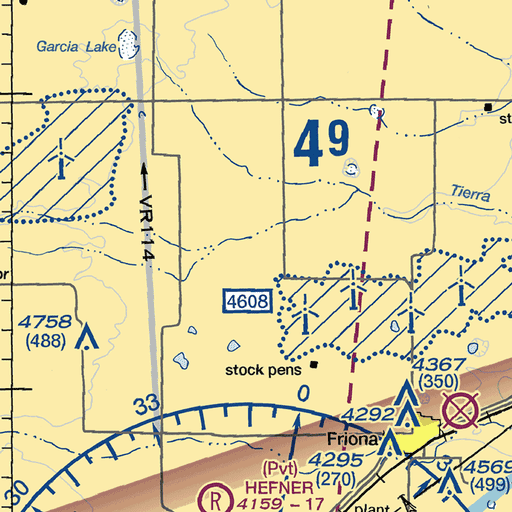 Garcia Lake
st
49
Tierra
VR114
or
4608
4758
(488)
stock pens
4367
(350)
0
33
4292
Friona
30
(Pvt)
HEFNER
4159 - 17
R
4295
(270)
4569
(499)
plant